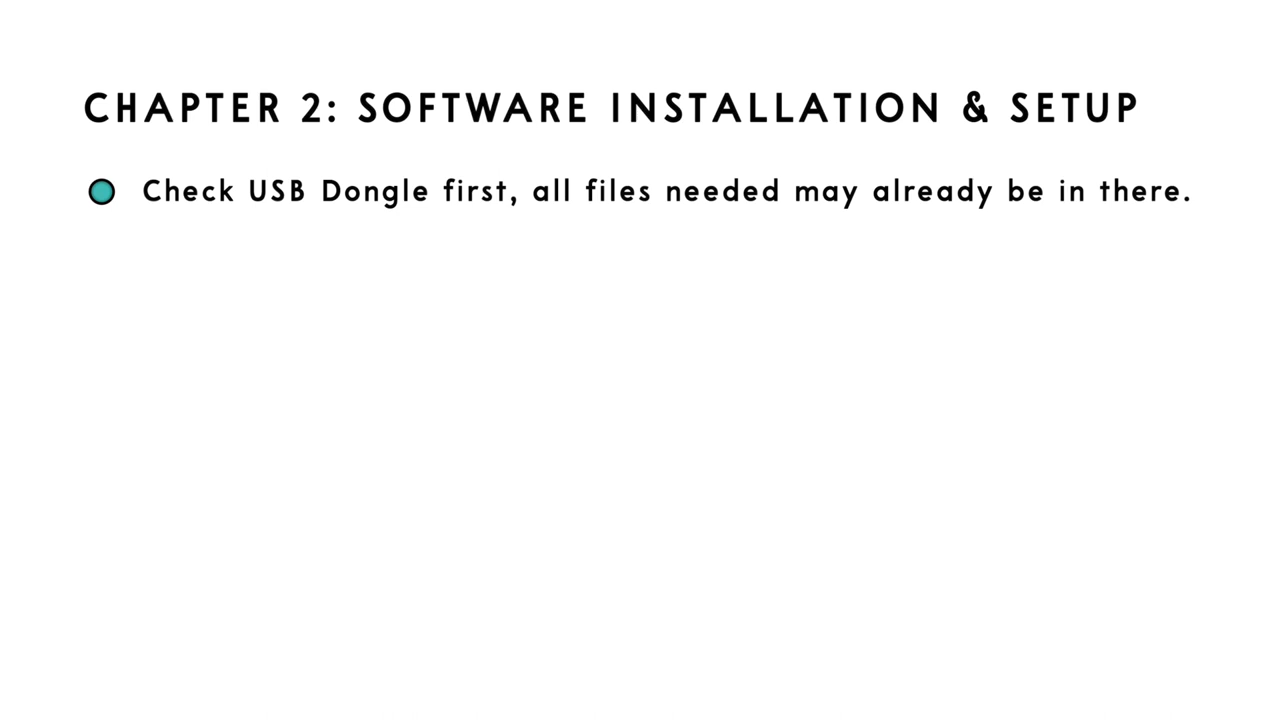 CHAPTER 2: SOFTWARE INSTALLATION & SETUP
Check USB Dongle first, all files needed may already be in there.